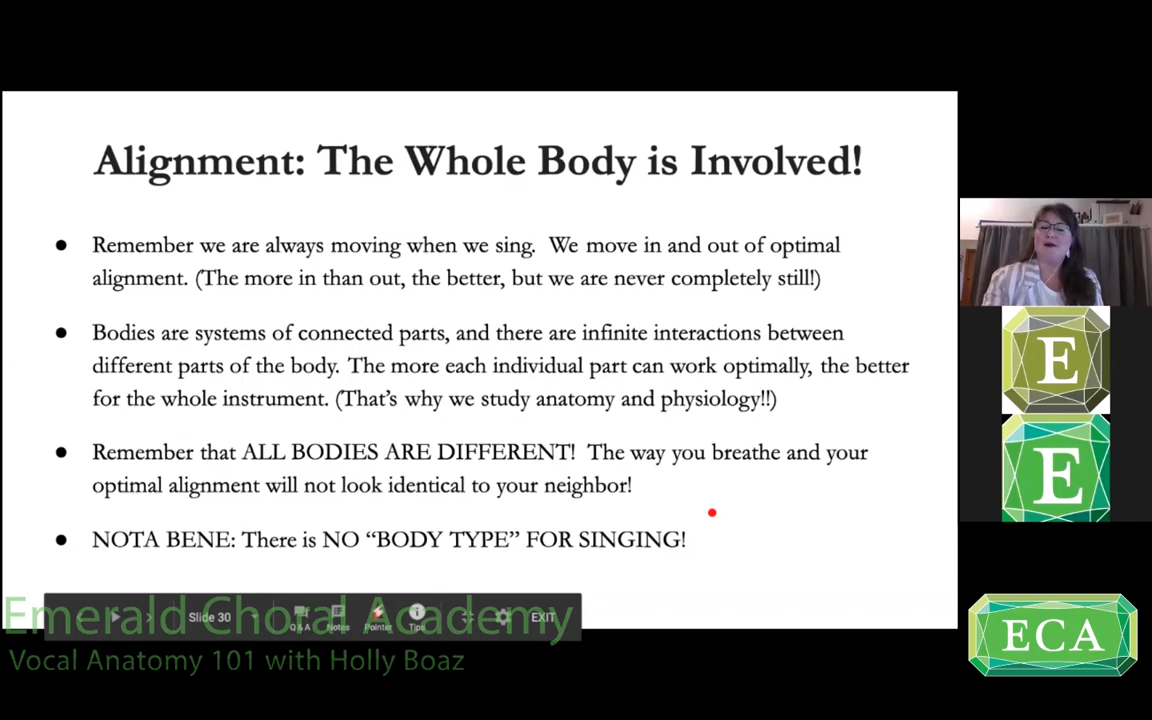 Alignment: The Whole Body is Involved!
● Remember we are always moving when we sing.  We move in and out of optimal
alignment. (The more in than out, the better, but we are never completely still!)
● Bodies are systems of connected parts, and there are infinite interactions between
different parts of the body.  The more each individual part can work optimally, the better
for the whole instrument. (That's why we study anatomy and physiology!!)
● Remember that ALL BODIES ARE DIFFERENT!  The way you breathe and your
optimal alignment will not look identical to your neighbor!
● NOTA BENE: There is NO “BODY TYPE” FOR SINGING!
Slide 30
Q & A
Notes
Pointer
Tips
EXIT
Emerald Choral Academy
Vocal Anatomy 101 with Holly Boaz
E
E
ECA